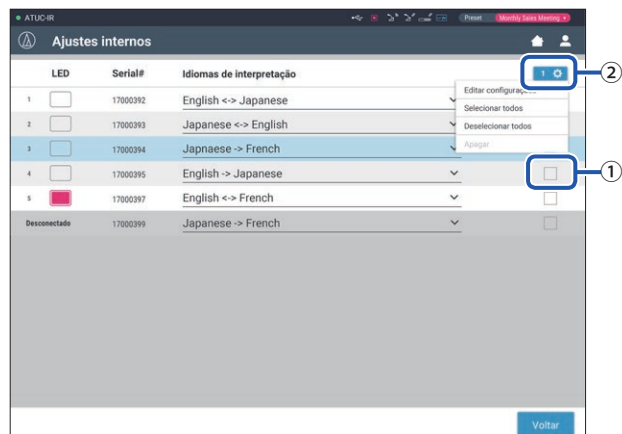 ATUC-IR
Preset Monthly Sales Meeting
Ajustes internos
LED Serial# Idiomas de interpretação 1 ②
1 17000392 English <-> Japanese
Editar configurações
2 17000393 Japanese <-> English
Selecionar todos
Deselecionar todos
3 17000394 Japnaese -> French
Apagar
4 17000395 English -> Japanese ①
5 17000397 English <-> French
Desconectado 17000399 Japanese -> French
Voltar